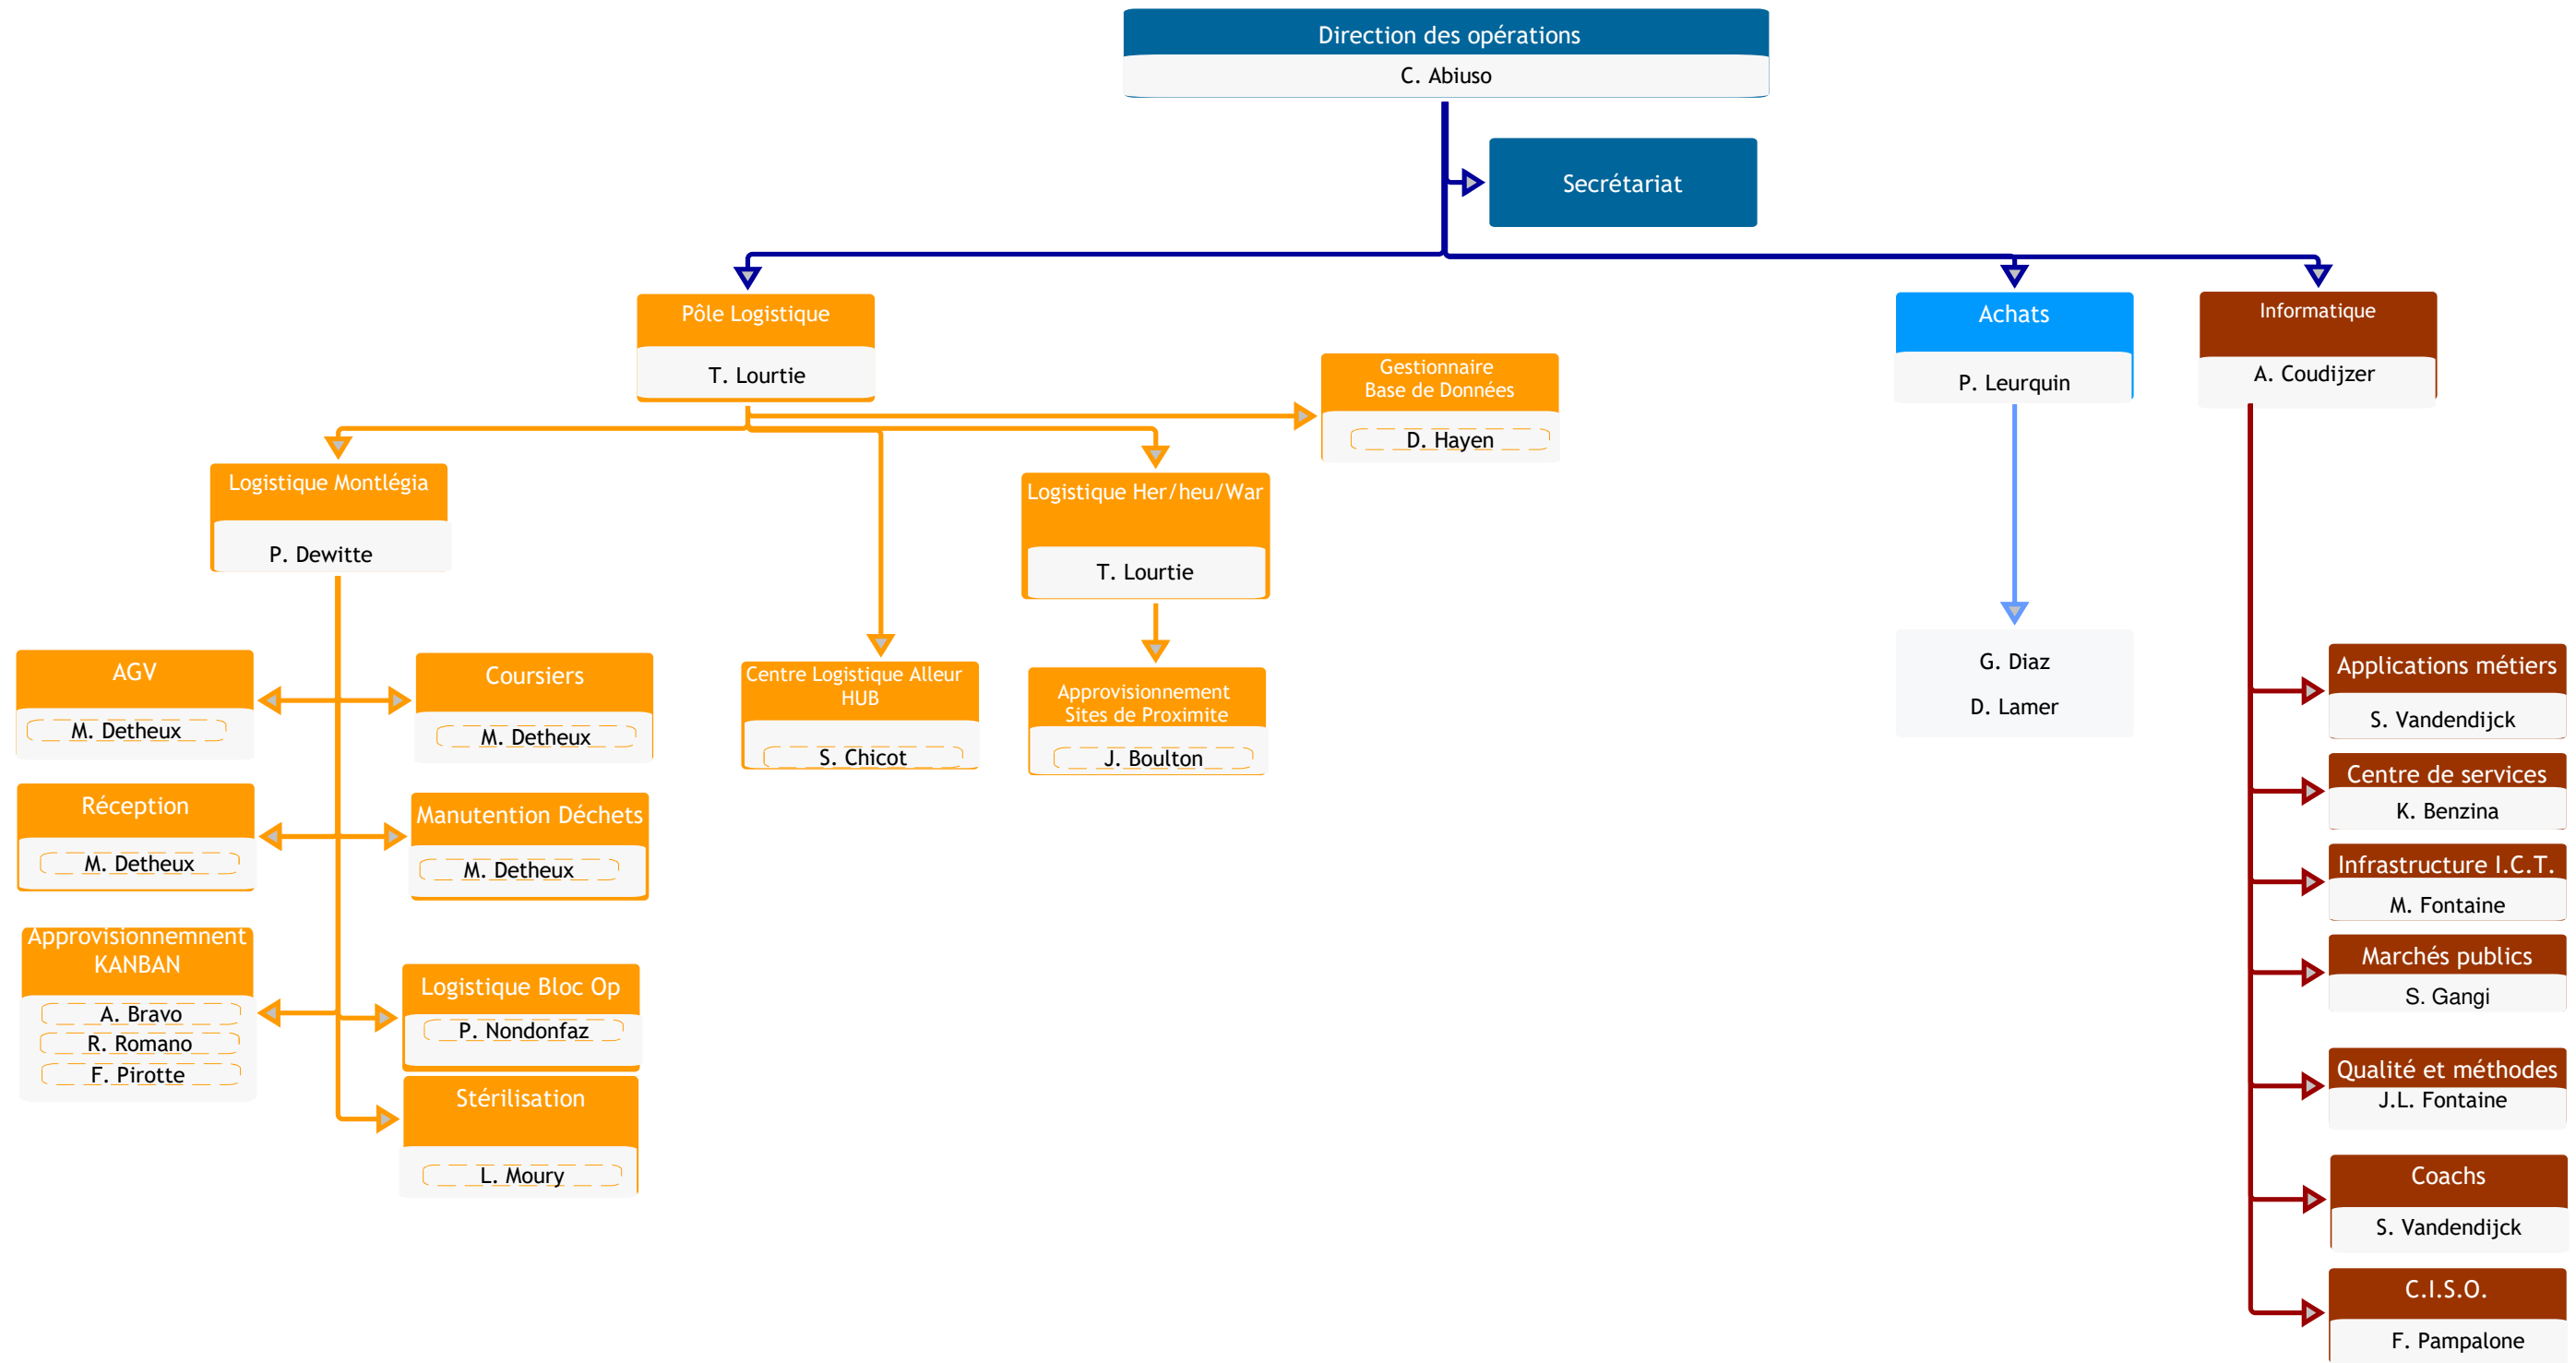 Direction des opérations
C. Abiuso
Secrétariat
Pôle Logistique
T. Lourtie
Gestionnaire
Base de Données
D. Hayen
Achats
P. Leurquin
Informatique
A. Coudijzer
Logistique Montlégia
P. Dewitte
Logistique Her/heu/War
T. Lourtie
AGV
M. Detheux
Coursiers
M. Detheux
Centre Logistique Alleur
HUB
S. Chicot
Approvisionnement
Sites de Proximite
J. Boulton
G. Diaz
D. Lamer
Réception
M. Detheux
Manutention Déchets
M. Detheux
Approvisionnemnent
KANBAN
A. Bravo
R. Romano
F. Pirotte
Logistique Bloc Op
P. Nondonfaz
Stérilisation
L. Moury
Applications métiers
S. Vandendijck
Centre de services
K. Benzina
Infrastructure I.C.T.
M. Fontaine
Marchés publics
S. Gangi
Qualité et méthodes
J.L. Fontaine
Coachs
S. Vandendijck
C.I.S.O.
F. Pampalone